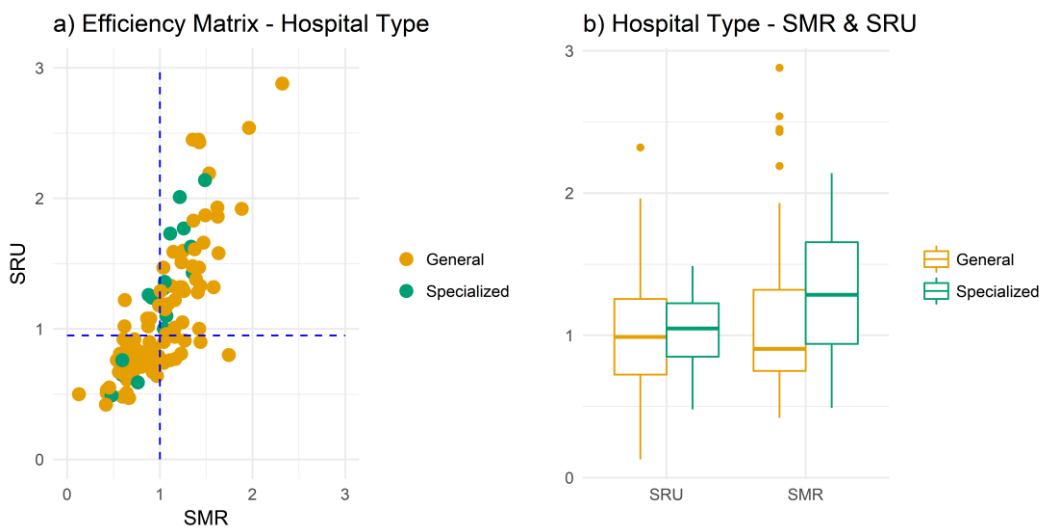 a) Efficiency Matrix - Hospital Type
3
2
1
0
SRU
0 1 2 3
SMR
General
Specialized
b) Hospital Type - SMR & SRU
3
2
1
0
SRU SMR
General
Specialized